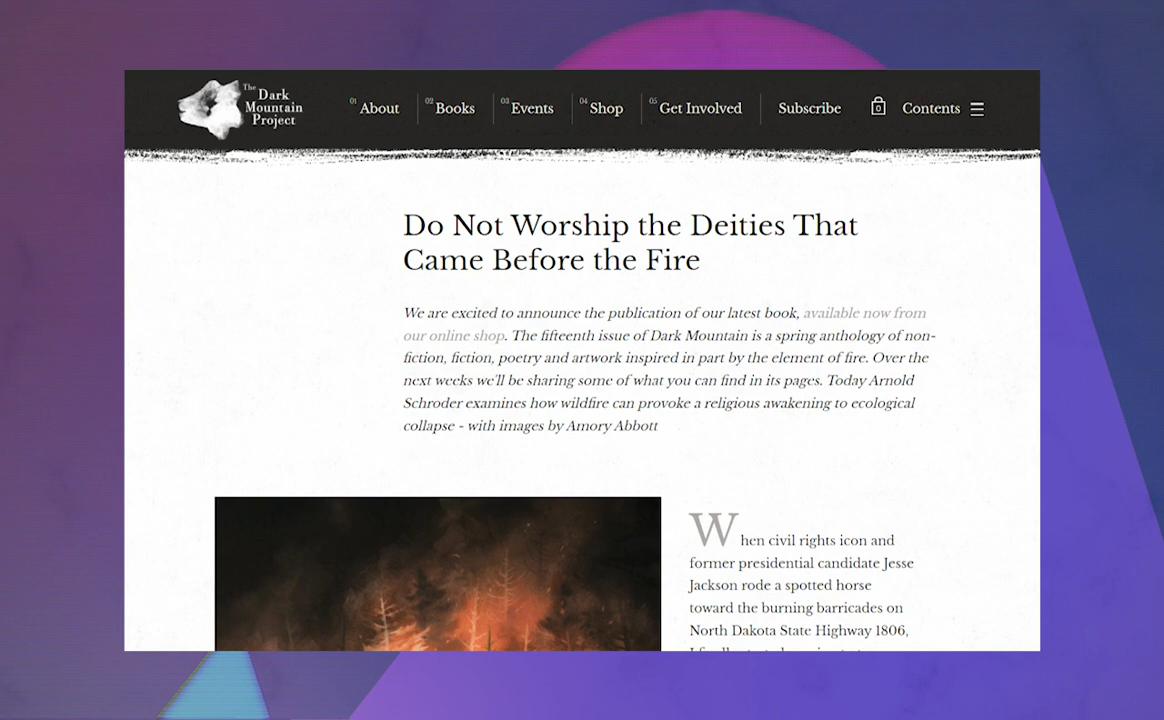 The Dark
Mountain
Project
01 About
02 Books
03 Events
04 Shop
05 Get Involved
Subscribe
0
Contents
Do Not Worship the Deities That
Came Before the Fire
We are excited to announce the publication of our latest book, available now from
our online shop. The fifteenth issue of Dark Mountain is a spring anthology of non-
fiction, fiction, poetry and artwork inspired in part by the element of fire. Over the
next weeks we'll be sharing some of what you can find in its pages. Today Arnold
Schroder examines how wildfire can provoke a religious awakening to ecological
collapse - with images by Amory Abbott
When civil rights icon and
former presidential candidate Jesse
Jackson rode a spotted horse
toward the burning barricades on
North Dakota State Highway 1806,